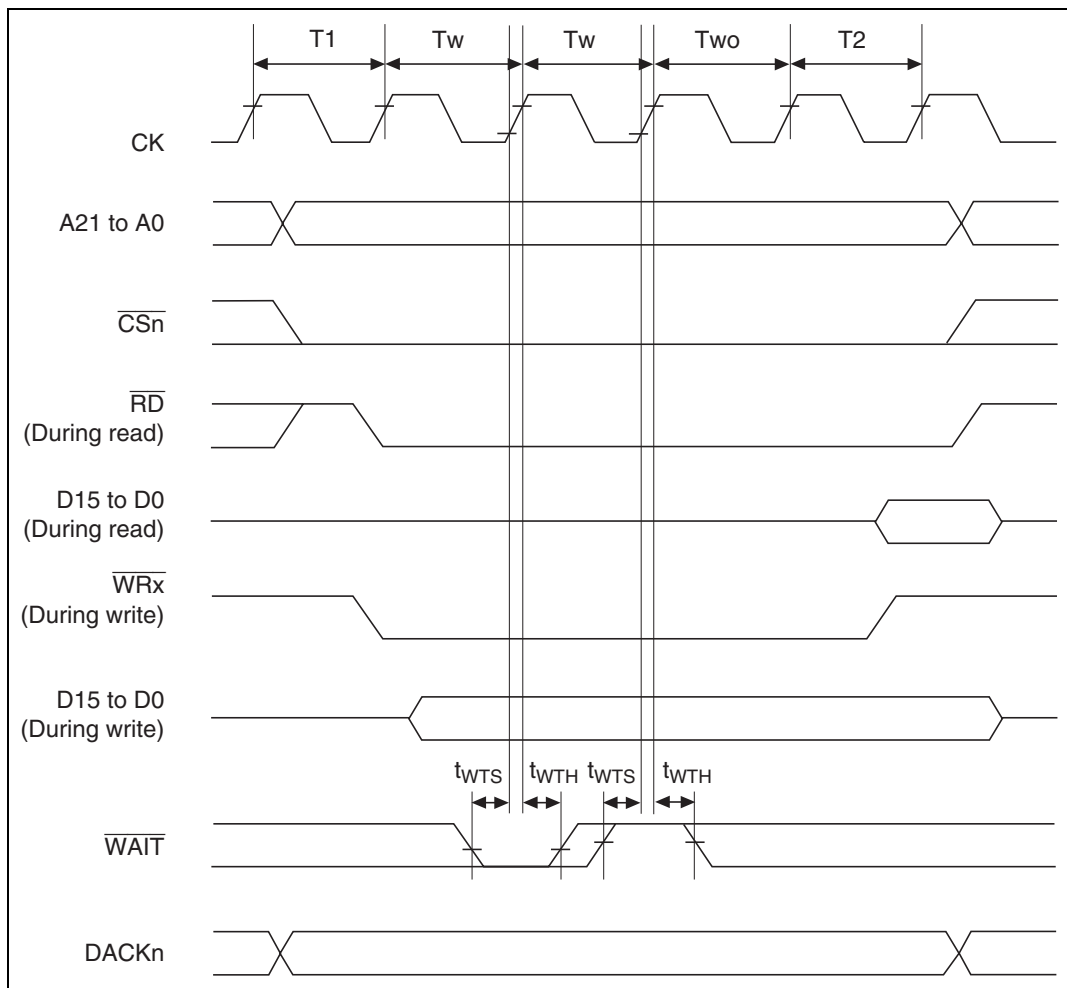 T1 Tw Tw Two T2
CK
A21 to A0
CSn
RD
(During read)
D15 to D0
(During read)
WRx
(During write)
D15 to D0
(During write)
tWTS tWTH tWTS tWTH
WAIT
DACKn